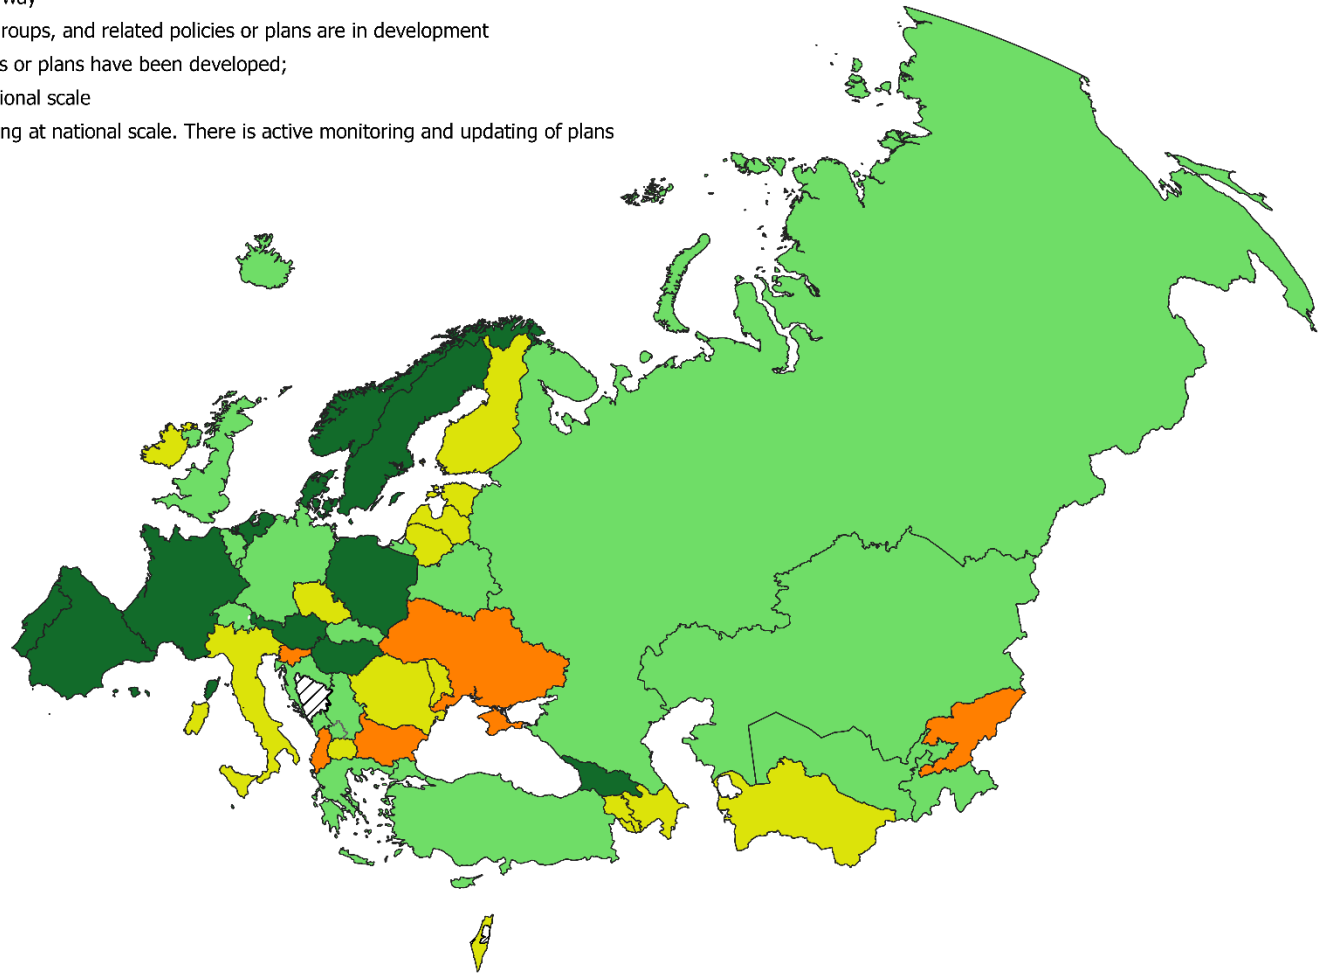 way
roups, and related policies or plans are in development
s or plans have been developed;
ional scale
ng at national scale. There is active monitoring and updating of plans